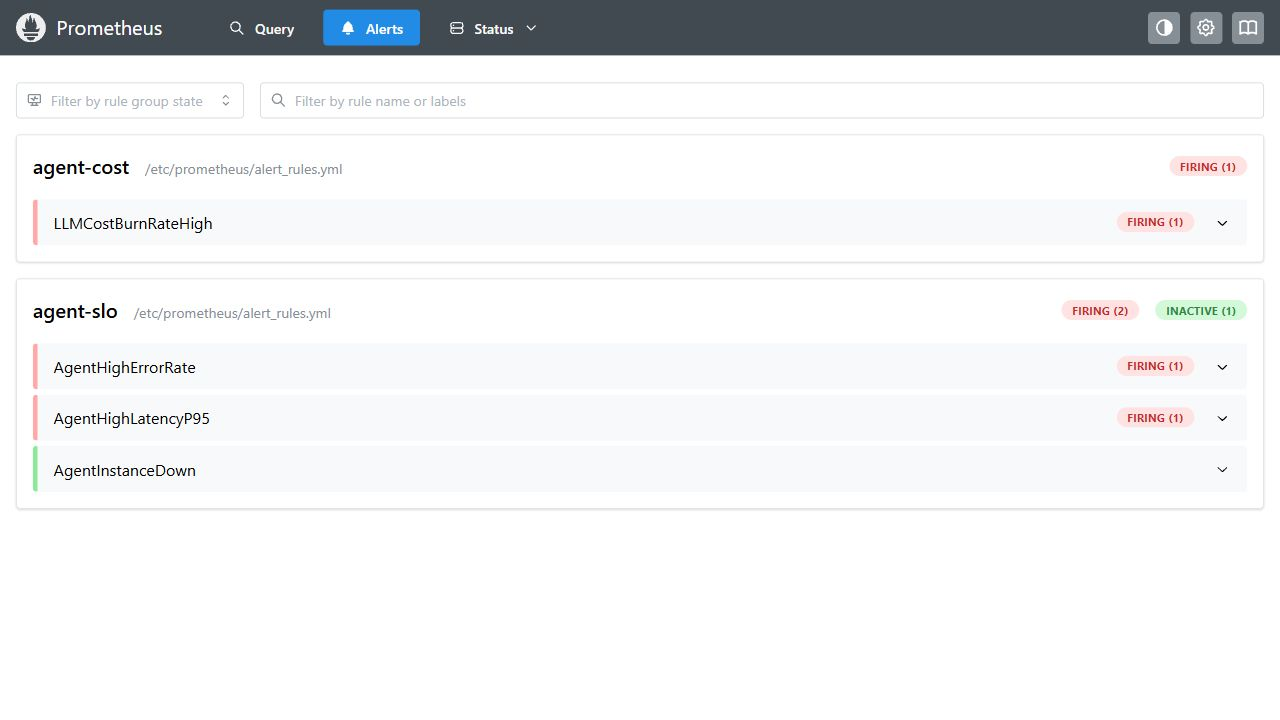 Prometheus Query Alerts Status
Filter by rule group state Filter by rule name or labels
agent-cost /etc/prometheus/alert_rules.yml FIRING (1)
LLMCostBurnRateHigh FIRING (1)
agent-slo /etc/prometheus/alert_rules.yml FIRING (2) INACTIVE (1)
AgentHighErrorRate FIRING (1)
AgentHighLatencyP95 FIRING (1)
AgentInstanceDown